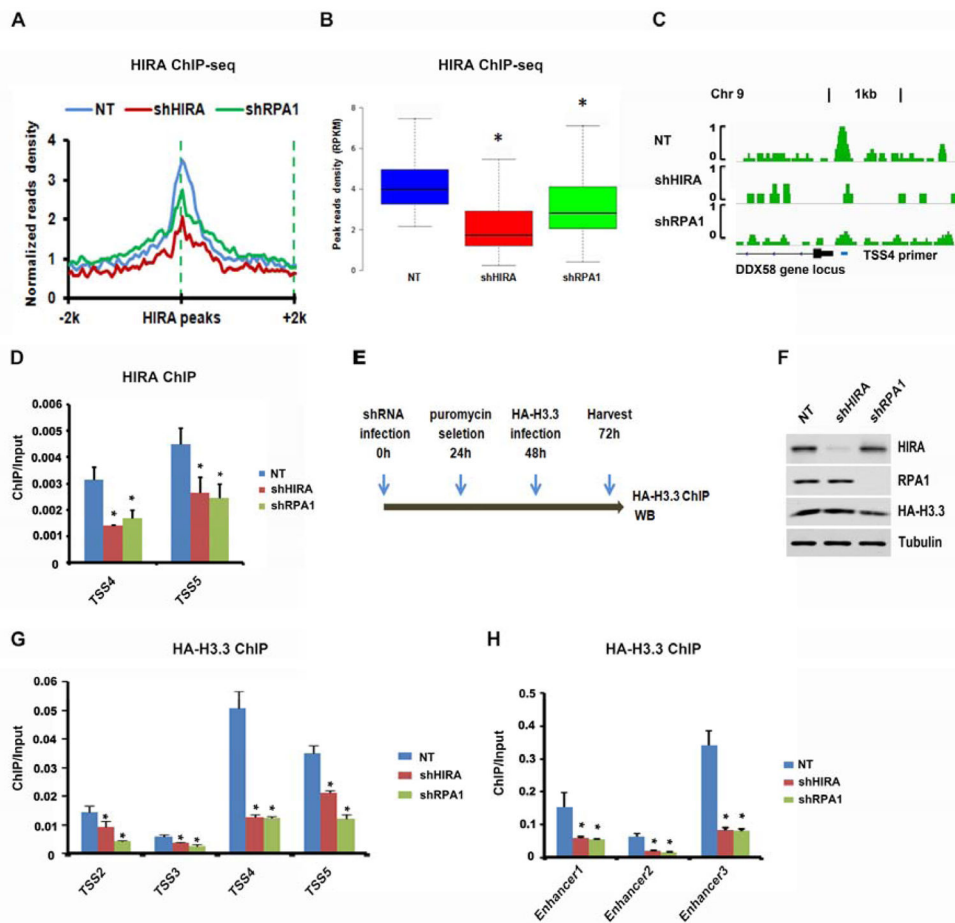 A
HIRA ChIP-seq
NT shHIRA shRPA1
Normalized reads density
4
3
2
1
0
-2k HIRA peaks +2k
B
HIRA ChIP-seq
Peak reads density (RPKM)
8
6
4
2
0
*
*
NT shHIRA shRPA1
C
Chr 9 1kb
NT
1
0
shHIRA
1
0
shRPA1
1
0
DDX58 gene locus
TSS4 primer
D
HIRA ChIP
ChIP/Input
0.006
0.005
0.004
0.003
0.002
0.001
0
* *
* *
NT
shHIRA
shRPA1
TSS4 TSS5
E
shRNA infection 0h
puromycin seletion 24h
HA-H3.3 infection 48h
Harvest 72h
HA-H3.3 ChIP
WB
F
NT shHIRA shRPA1
HIRA
RPA1
HA-H3.3
Tubulin
G
HA-H3.3 ChIP
ChIP/Input
0.06
0.05
0.04
0.03
0.02
0.01
0
* *
* *
* *
* *
NT
shHIRA
shRPA1
TSS2 TSS3 TSS4 TSS5
H
HA-H3.3 ChIP
ChIP/Input
0.5
0.4
0.3
0.2
0.1
0
* *
* *
* *
NT
shHIRA
shRPA1
Enhancer1 Enhancer2 Enhancer3